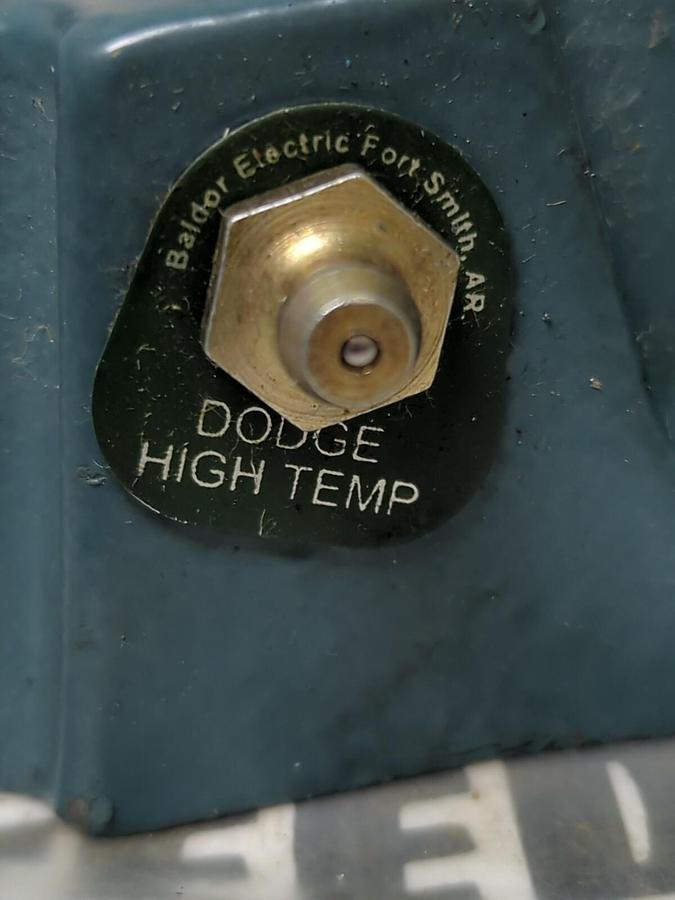 Baldor Electric Fort Smith, AR
DODGE
HIGH TEMP